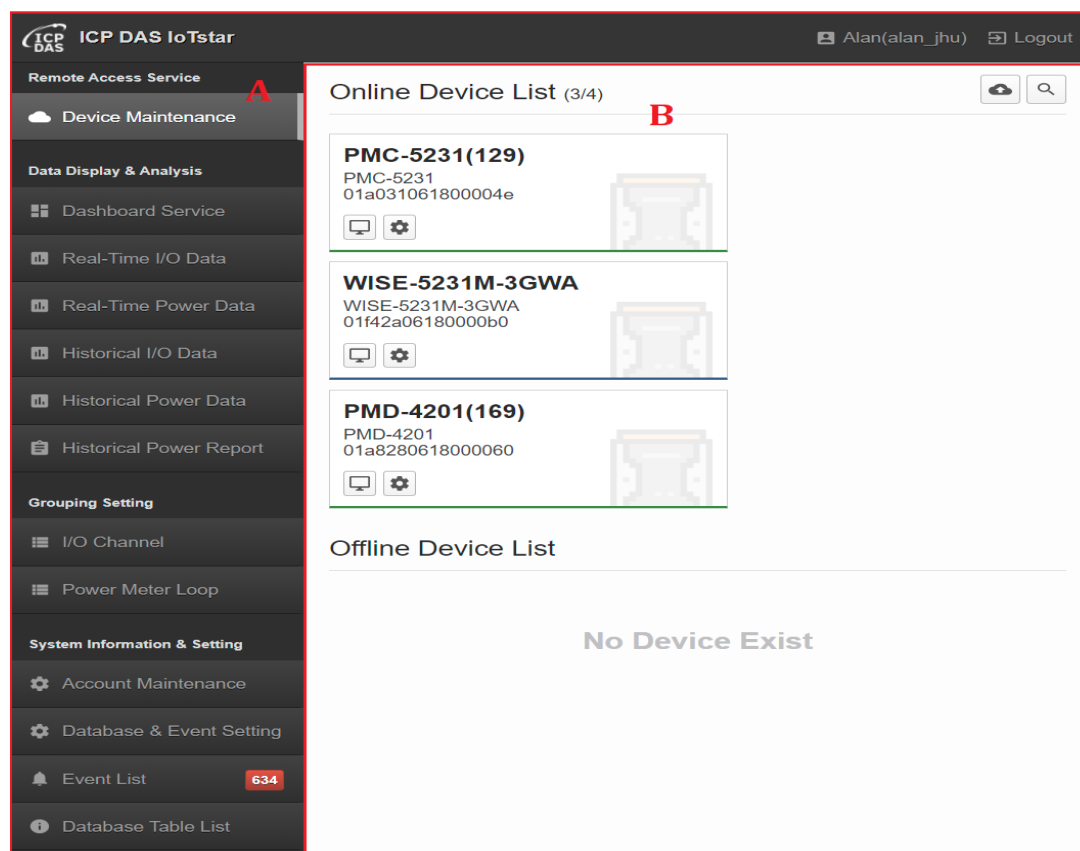 ICP DAS
ICP DAS IoTstar
Alan(alan_jhu)
Logout
Remote Access Service
A
Device Maintenance
Data Display & Analysis
Dashboard Service
Real-Time I/O Data
Real-Time Power Data
Historical I/O Data
Historical Power Data
Historical Power Report
Grouping Setting
I/O Channel
Power Meter Loop
System Information & Setting
Account Maintenance
Database & Event Setting
Event List 634
Database Table List
Online Device List (3/4)
B
PMC-5231(129)
PMC-5231
01a031061800004e
WISE-5231M-3GWA
WISE-5231M-3GWA
01f42a06180000b0
PMD-4201(169)
PMD-4201
01a8280618000060
Offline Device List
No Device Exist